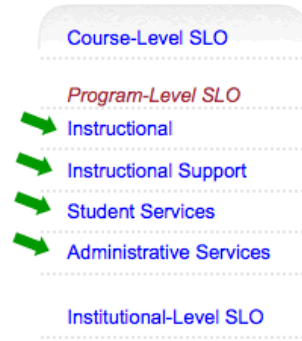 Course-Level SLO
Program-Level SLO
Instructional
Instructional Support
Student Services
Administrative Services
Institutional-Level SLO